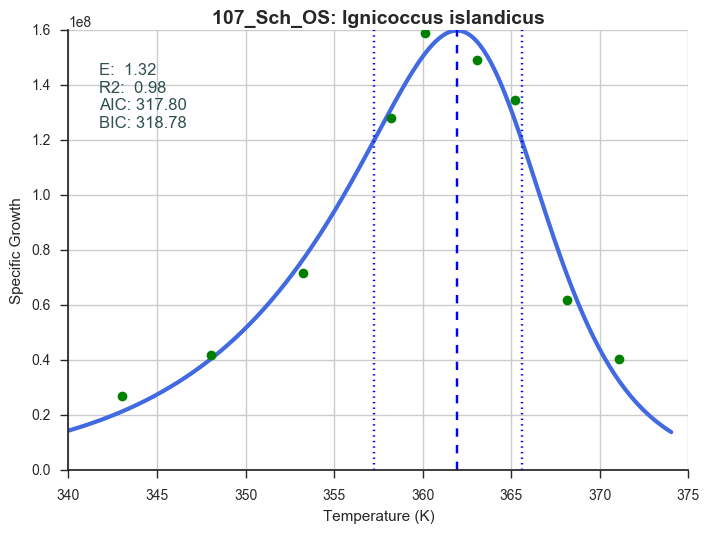 107_Sch_OS: Ignicoccus islandicus
1e8
1.6
1.4
1.2
1.0
0.8
0.6
0.4
0.2
0.0
E: 1.32
R2: 0.98
AIC: 317.80
BIC: 318.78
Specific Growth
340 345 350 355 360 365 370 375
Temperature (K)